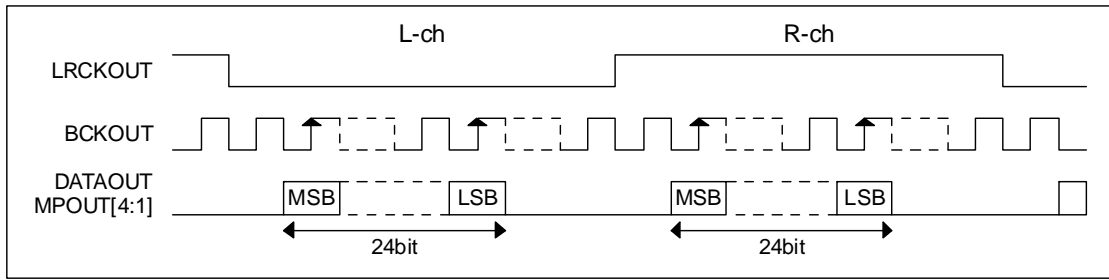 L-ch R-ch
LRCKOUT
BCKOUT
DATAOUT
MPOUT[4:1]
MSB LSB MSB LSB
24bit 24bit